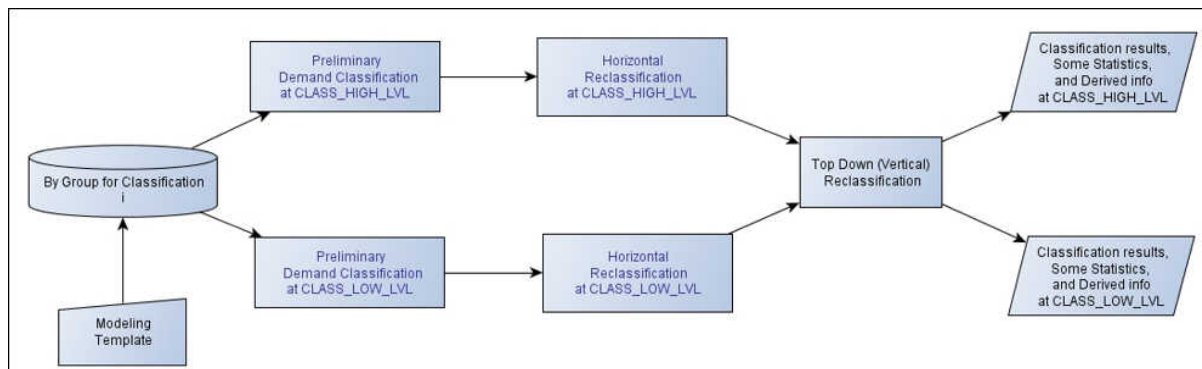 Preliminary
Demand Classification
at CLASS_HIGH_LVL
Horizontal
Reclassification
at CLASS_HIGH_LVL
Classification results,
Some Statistics,
and Derived info
at CLASS_HIGH_LVL
By Group for Classification
i
Top Down (Vertical)
Reclassification
Preliminary
Demand Classification
at CLASS_LOW_LVL
Horizontal
Reclassification
at CLASS_LOW_LVL
Classification results,
Some Statistics,
and Derived info
at CLASS_LOW_LVL
Modeling
Template